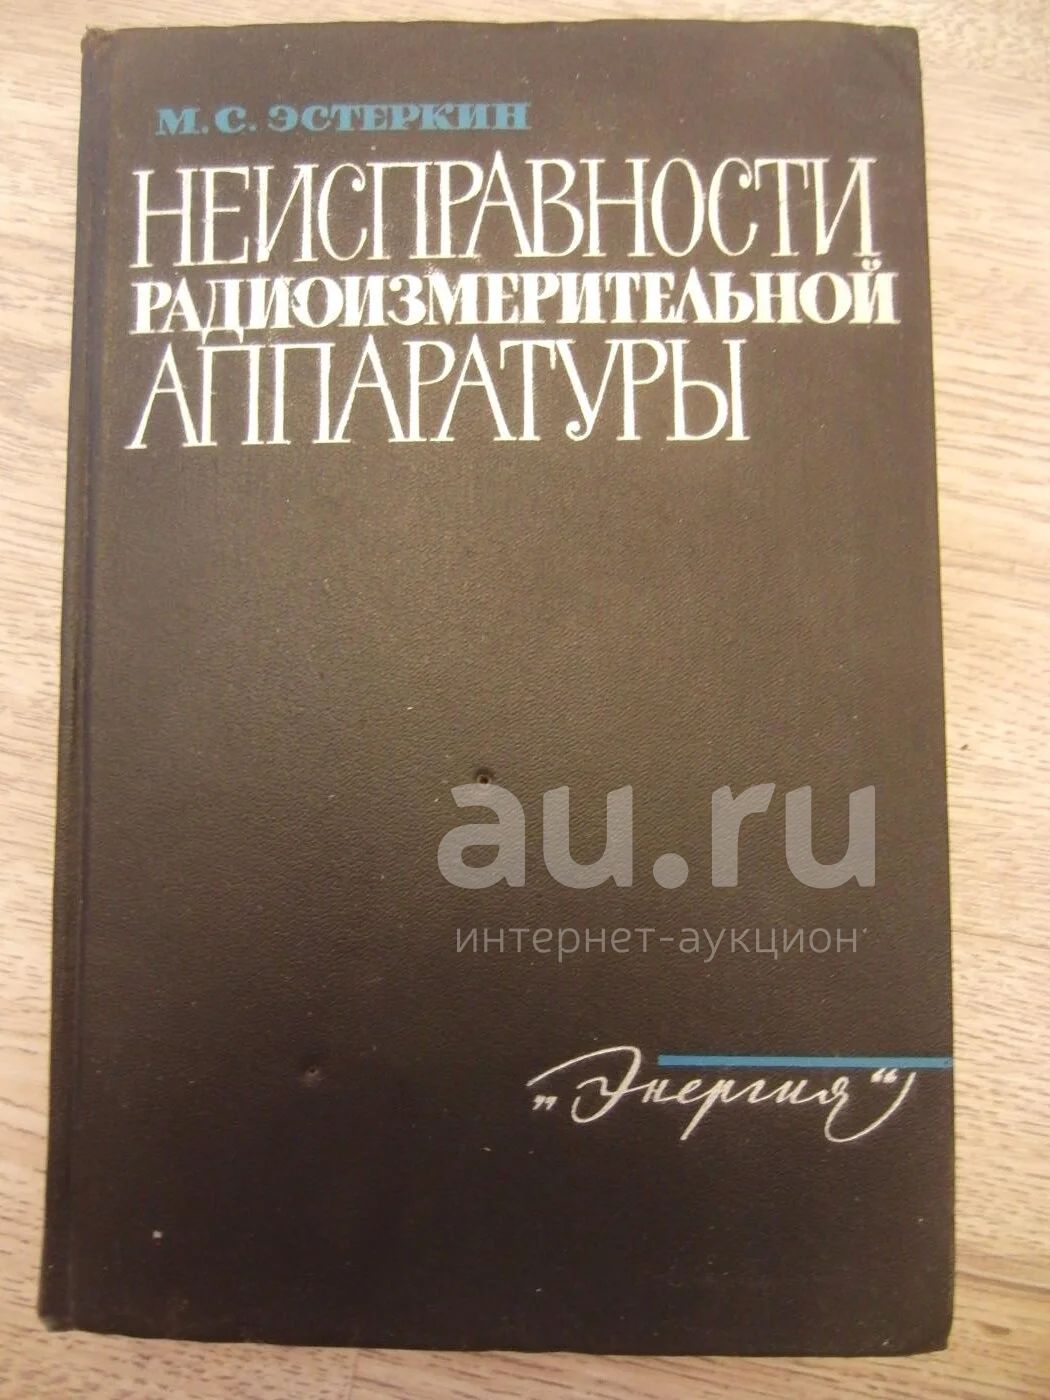 М. С. ЭСТЕРКИН
НЕИСПРАВНОСТИ
РАДИОИЗМЕРИТЕЛЬНОЙ
АППАРАТУРЫ
au.ru
интернет-аукцион
„Энергия“